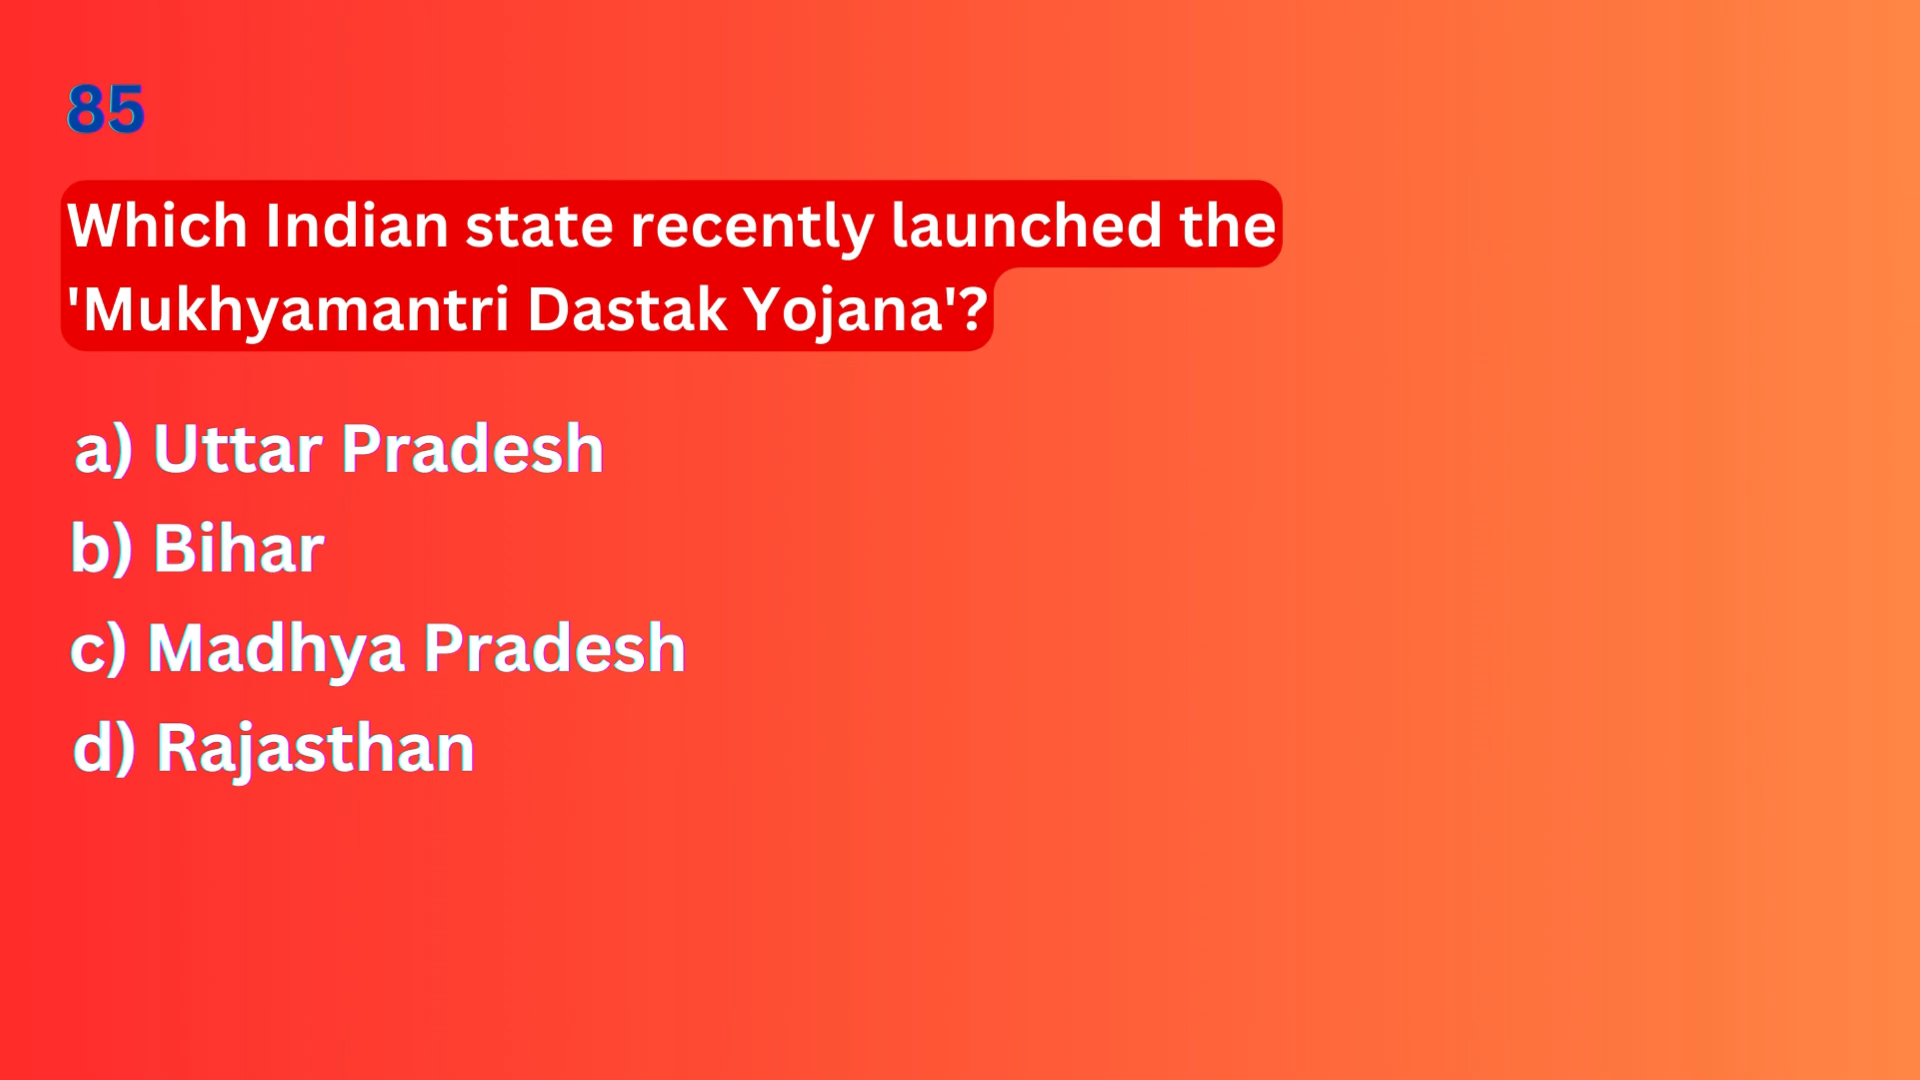 85
Which Indian state recently launched the
'Mukhyamantri Dastak Yojana'?
a) Uttar Pradesh
b) Bihar
c) Madhya Pradesh
d) Rajasthan